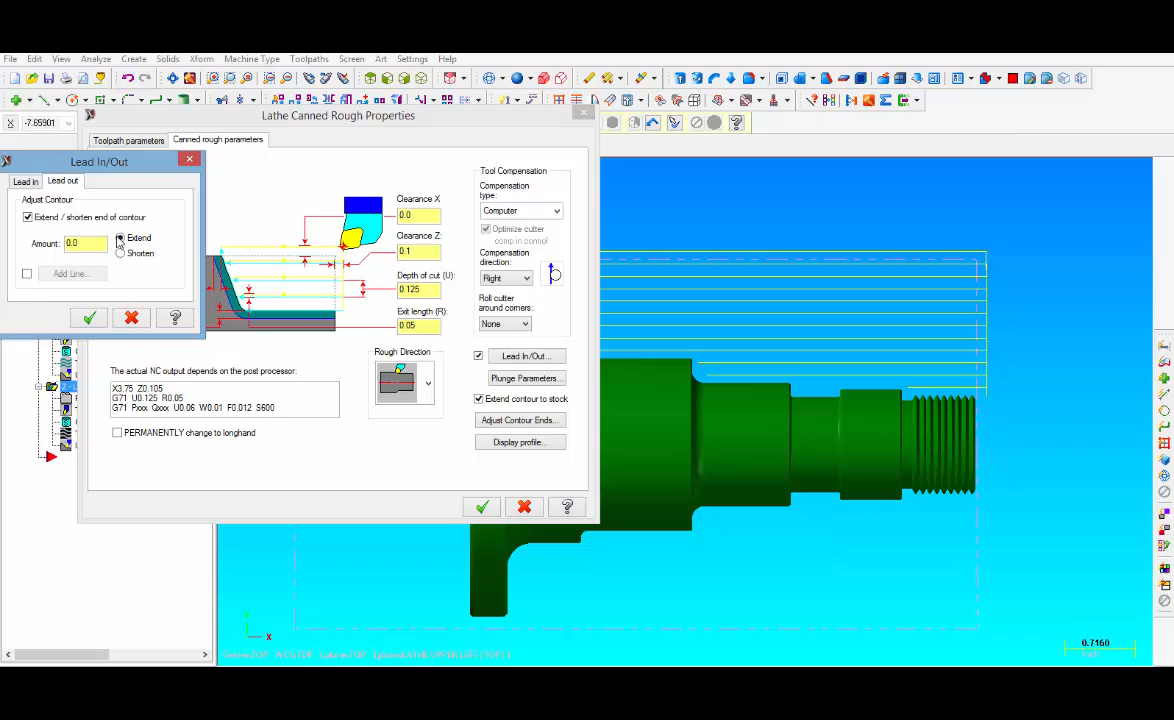 File Edit View Analyze Create Solids Xform Machine Type Toolpaths Screen Art Settings Help
X -7.65901
Lathe Canned Rough Properties
Toolpath parameters Canned rough parameters
Lead In/Out
Lead in Lead out
Adjust Contour
Extend / shorten end of contour
Amount: 0.0
Extend
Shorten
Add Line...
Clearance X
0.0
Clearance Z:
0.1
Depth of cut (U):
0.125
Exit length (R):
0.05
Rough Direction
Tool Compensation
Compensation
type:
Computer
Optimize cutter
comp in control
Compensation
direction:
Right
Roll cutter
around corners:
None
Lead In/Out...
Plunge Parameters...
Extend contour to stock
Adjust Contour Ends...
Display profile...
The actual NC output depends on the post processor:
X3.75 Z0.105
G71 U0.125 R0.05
G71 Pxxx Qxxx U0.06 W0.01 F0.012 S600
PERMANENTLY change to longhand
Y
X
0.7160
Inch